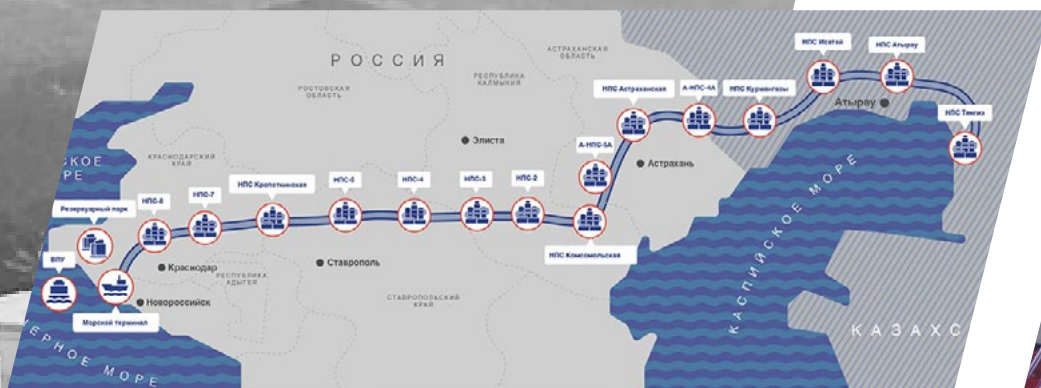 РОССИЯ
АСТРАХАНСКАЯ
ОБЛАСТЬ
НПС Исатай
НПС Атырау
РЕСПУБЛИКА
КАЛМЫКИЯ
РОСТОВСКАЯ
ОБЛАСТЬ
НПС Астраханская
А-НПС-4А
НПС Курмангазы
Атырау
НПС Тенгиз
Элиста
А-НПС-5А
СКОЕ
РЕ
КРАСНОДАРСКИЙ
КРАЙ
Астрахань
НПС Кропоткинская
НПС-5
НПС-4
НПС-3
НПС-2
НПС-7
НПС-8
Резервуарный парк
НПС Комсомольская
ВПУ
Краснодар
Ставрополь
РЕСПУБЛИКА
АДЫГЕЯ
СТАВРОПОЛЬСКИЙ
КРАЙ
Новороссийск
Морской терминал
КАСПИЙСКОЕ МОРЕ
КАЗАХС
ЧЕРНОЕ МОРЕ